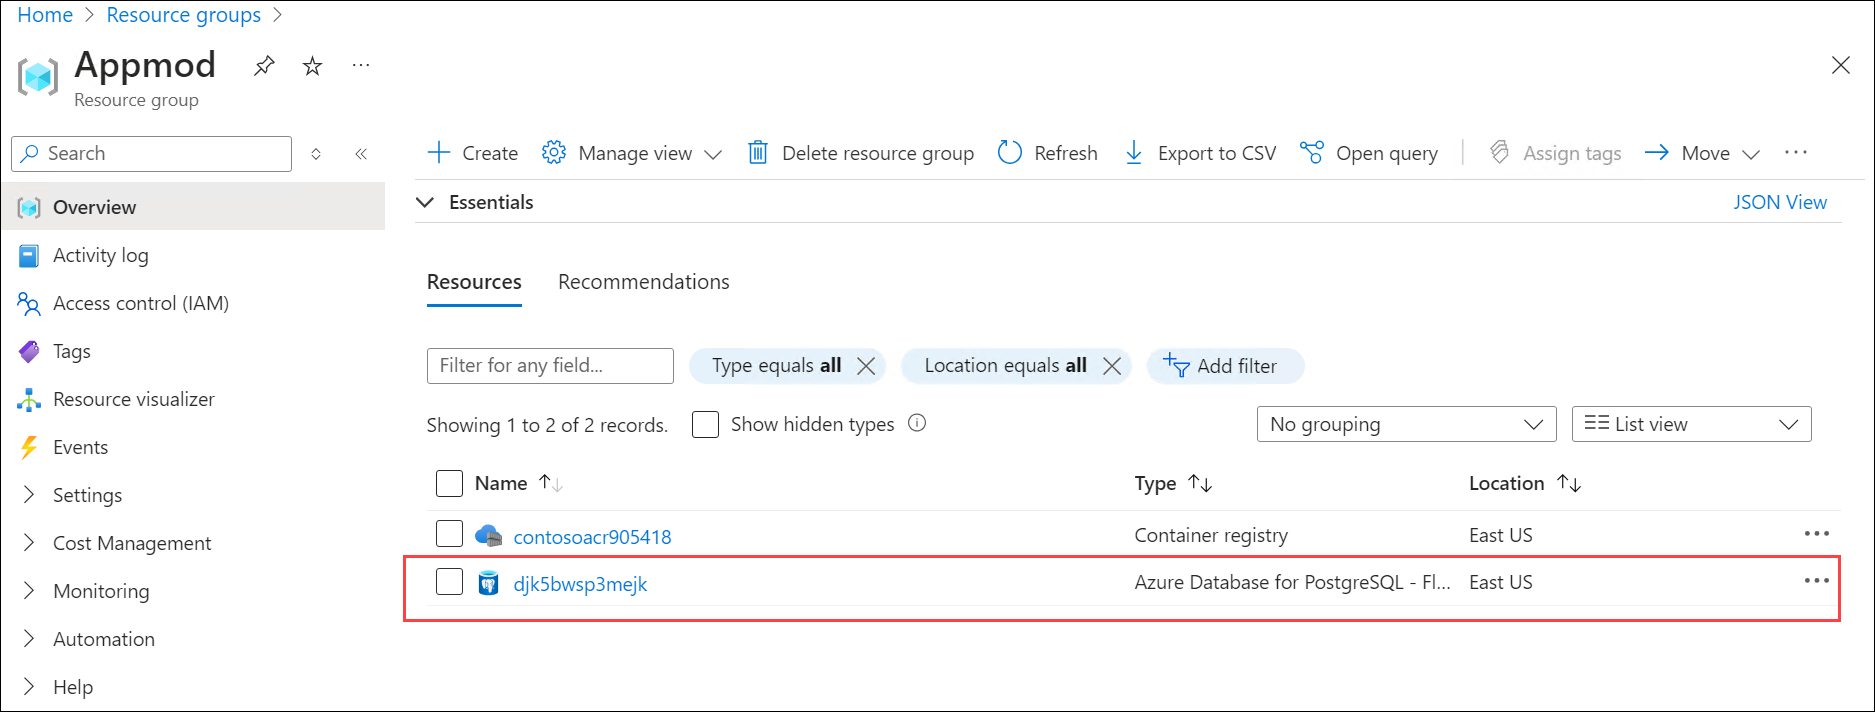 Home > Resource groups >
Appmod
Resource group
Search
Create Manage view Delete resource group Refresh Export to CSV Open query Assign tags Move
Overview
Essentials JSON View
Activity log
Access control (IAM)
Tags
Resource visualizer
Events
Settings
Cost Management
Monitoring
Automation
Help
Resources Recommendations
Filter for any field... Type equals all Location equals all Add filter
Showing 1 to 2 of 2 records. Show hidden types No grouping List view
Name Type Location
contosoacr905418 Container registry East US
djk5bwsp3mejk Azure Database for PostgreSQL - Fl... East US